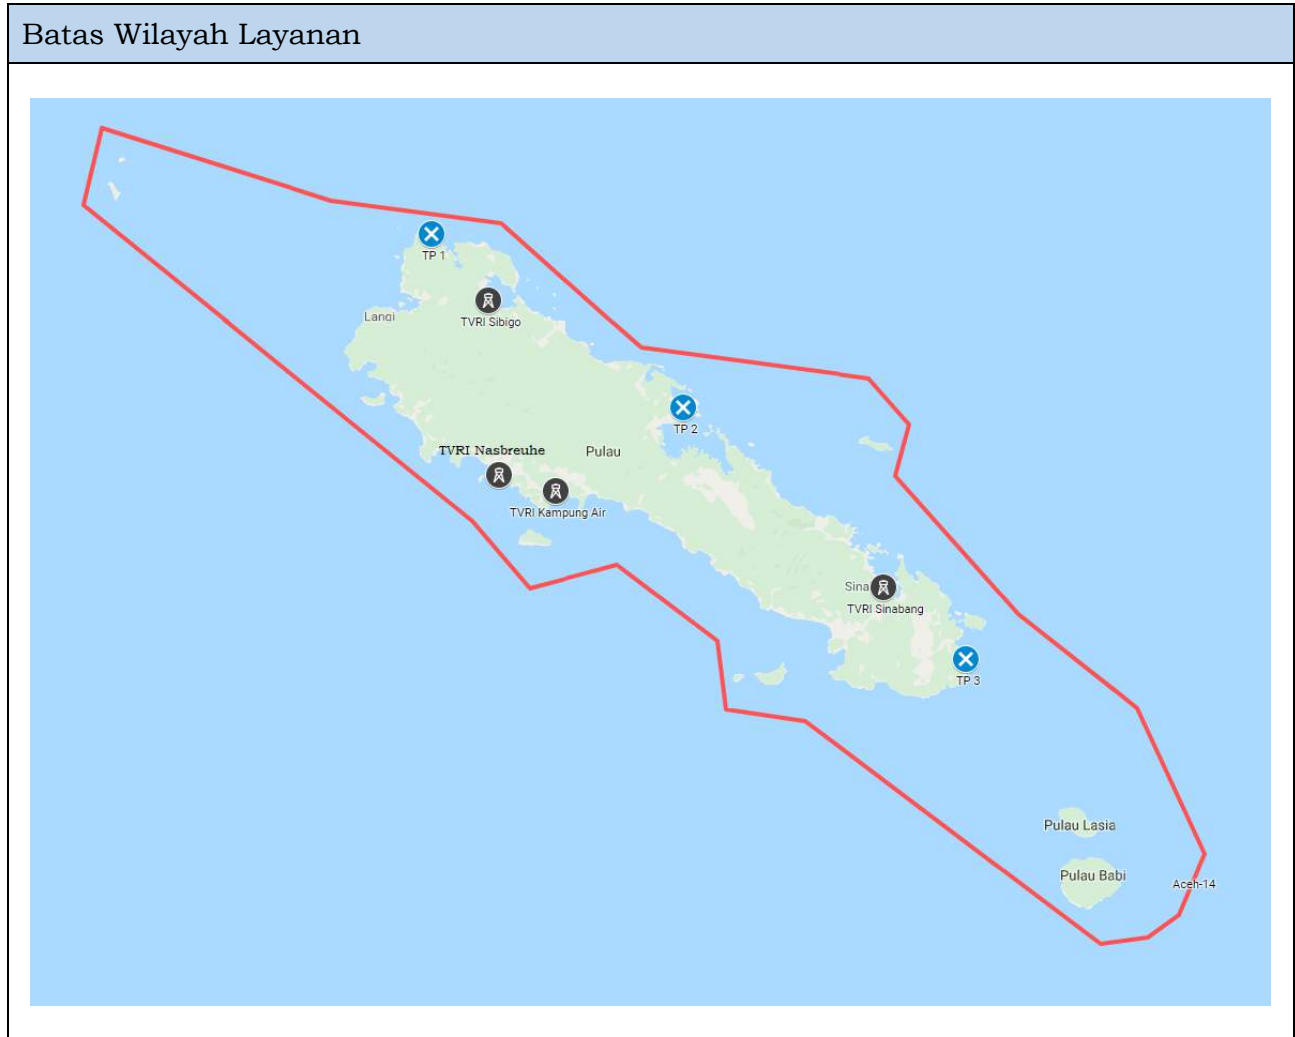 Batas Wilayah Layanan
TP 1
Langi
TVRI Sibigo
TP 2
TVRI Nasbreuhe
Pulau
TVRI Kampung Air
Sina
TVRI Sinabang
TP 3
Pulau Lasia
Pulau Babi
Aceh-14